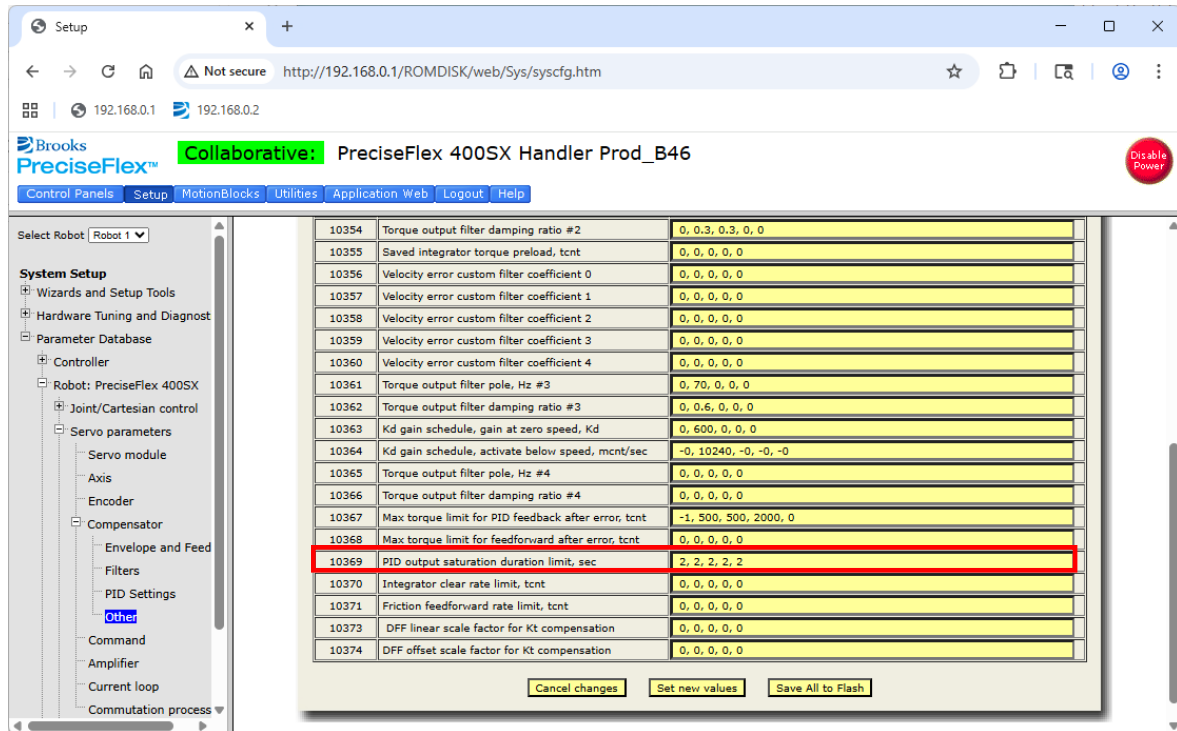 Setup
Not secure http://192.168.0.1/ROMDISK/web/Sys/syscfg.htm
192.168.0.1 192.168.0.2
Brooks
PreciseFlex™
Collaborative: PreciseFlex 400SX Handler Prod_B46
Disable
Power
Control Panels Setup MotionBlocks Utilities Application Web Logout Help
Select Robot Robot 1
System Setup
Wizards and Setup Tools
Hardware Tuning and Diagnost
Parameter Database
Controller
Robot: PreciseFlex 400SX
Joint/Cartesian control
Servo parameters
Servo module
Axis
Encoder
Compensator
Envelope and Feed
Filters
PID Settings
Other
Command
Amplifier
Current loop
Commutation process
10354 Torque output filter damping ratio #2 0, 0.3, 0.3, 0, 0
10355 Saved integrator torque preload, tcnt 0, 0, 0, 0, 0
10356 Velocity error custom filter coefficient 0 0, 0, 0, 0, 0
10357 Velocity error custom filter coefficient 1 0, 0, 0, 0, 0
10358 Velocity error custom filter coefficient 2 0, 0, 0, 0, 0
10359 Velocity error custom filter coefficient 3 0, 0, 0, 0, 0
10360 Velocity error custom filter coefficient 4 0, 0, 0, 0, 0
10361 Torque output filter pole, Hz #3 0, 70, 0, 0, 0
10362 Torque output filter damping ratio #3 0, 0.6, 0, 0, 0
10363 Kd gain schedule, gain at zero speed, Kd 0, 600, 0, 0, 0
10364 Kd gain schedule, activate below speed, mcnt/sec -0, 10240, -0, -0, -0
10365 Torque output filter pole, Hz #4 0, 0, 0, 0, 0
10366 Torque output filter damping ratio #4 0, 0, 0, 0, 0
10367 Max torque limit for PID feedback after error, tcnt -1, 500, 500, 2000, 0
10368 Max torque limit for feedforward after error, tcnt 0, 0, 0, 0, 0
10369 PID output saturation duration limit, sec 2, 2, 2, 2, 2
10370 Integrator clear rate limit, tcnt 0, 0, 0, 0, 0
10371 Friction feedforward rate limit, tcnt 0, 0, 0, 0, 0
10373 DFF linear scale factor for Kt compensation 0, 0, 0, 0, 0
10374 DFF offset scale factor for Kt compensation 0, 0, 0, 0, 0
Cancel changes Set new values Save All to Flash